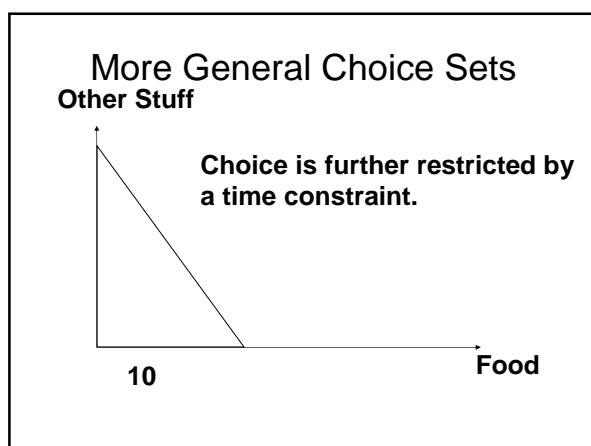 More General Choice Sets
Other Stuff
Choice is further restricted by
a time constraint.
Food
10